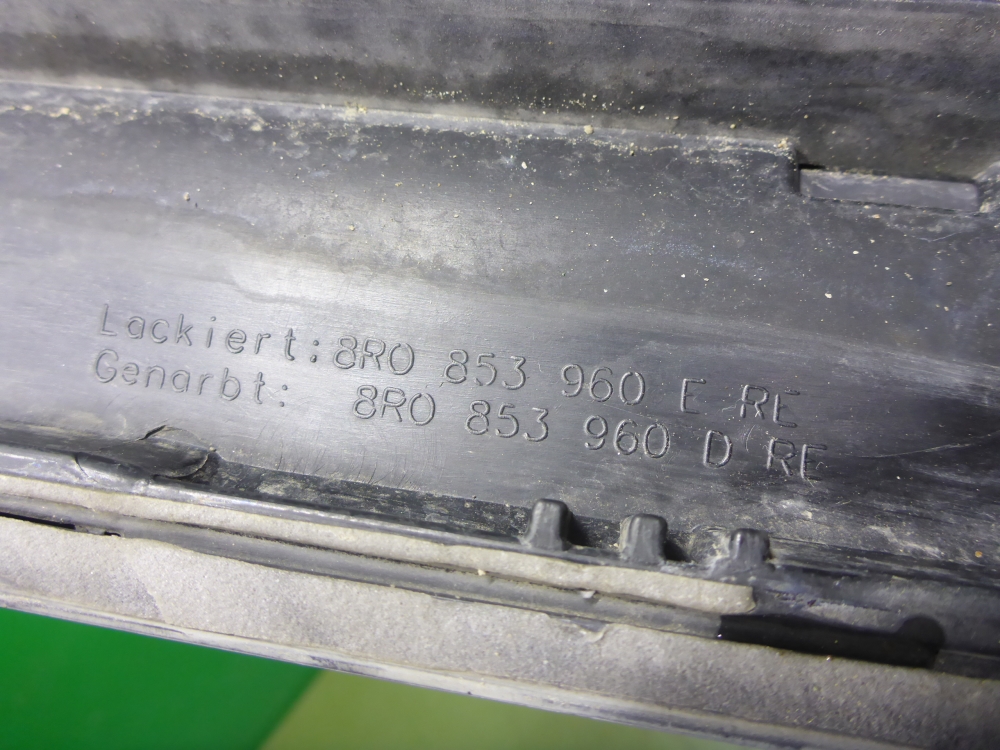 Lackiert: 8R0 853 960 E RE
Genarbt: 8R0 853 960 D RE